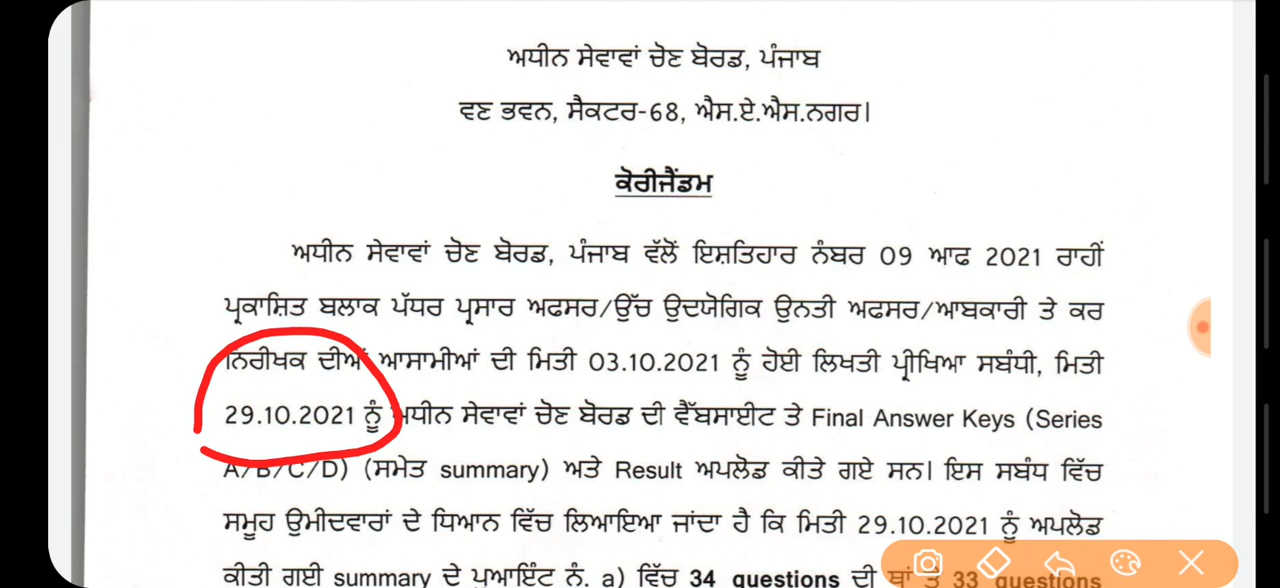 ਅਧੀਨ ਸੇਵਾਵਾਂ ਚੋਣ ਬੋਰਡ, ਪੰਜਾਬ
ਵਣ ਭਵਨ, ਸੈਕਟਰ-68, ਐਸ.ਏ.ਐਸ.ਨਗਰ।
ਕੋਰੀਜੈਂਡਮ
ਅਧੀਨ ਸੇਵਾਵਾਂ ਚੋਣ ਬੋਰਡ, ਪੰਜਾਬ ਵੱਲੋਂ ਇਸ਼ਤਿਹਾਰ ਨੰਬਰ 09 ਆਫ 2021 ਰਾਹੀਂ
ਪ੍ਰਕਾਸ਼ਿਤ ਬਲਾਕ ਪੱਧਰ ਪ੍ਰਸਾਰ ਅਫਸਰ/ਉੱਚ ਉਦਯੋਗਿਕ ਉਨਤੀ ਅਫਸਰ/ਆਬਕਾਰੀ ਤੇ ਕਰ
ਨਿਰੀਖਕ ਦੀਆਂ ਆਸਾਮੀਆਂ ਦੀ ਮਿਤੀ 03.10.2021 ਨੂੰ ਹੋਈ ਲਿਖਤੀ ਪ੍ਰੀਖਿਆ ਸਬੰਧੀ, ਮਿਤੀ
29.10.2021 ਨੂੰ ਅਧੀਨ ਸੇਵਾਵਾਂ ਚੋਣ ਬੋਰਡ ਦੀ ਵੈੱਬਸਾਈਟ ਤੇ Final Answer Keys (Series
A/B/C/D) (ਸਮੇਤ summary) ਅਤੇ Result ਅਪਲੋਡ ਕੀਤੇ ਗਏ ਸਨ। ਇਸ ਸਬੰਧ ਵਿੱਚ
ਸਮੂਹ ਉਮੀਦਵਾਰਾਂ ਦੇ ਧਿਆਨ ਵਿੱਚ ਲਿਆਇਆ ਜਾਂਦਾ ਹੈ ਕਿ ਮਿਤੀ 29.10.2021 ਨੂੰ ਅਪਲੋਡ
ਕੀਤੀ ਗਈ summary ਦੇ ਪੁਆਇੰਟ ਨੰ. a) ਵਿੱਚ 34 questions ਦੀ ਥਾਂ ਤੇ 33 questions